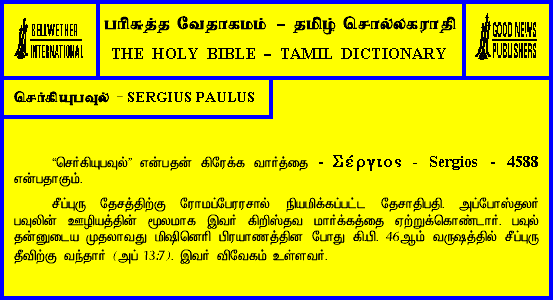 BELLWETHER
INTERNATIONAL
பரிசுத்த வேதாகமம் – தமிழ் சொல்லகராதி
THE HOLY BIBLE – TAMIL DICTIONARY
GOOD NEWS
PUBLISHERS
செர்கியுபவுல் – SERGIUS PAULUS
“செர்கியுபவுல்” என்பதன் கிரேக்க வார்த்தை - Σέργιος - Sergios - 4588
என்பதாகும்.
சீப்புரு தேசத்திற்கு ரோமப்பேரரசால் நியமிக்கப்பட்ட தேசாதிபதி. அப்போஸ்தலர்
பவுலின் ஊழியத்தின் மூலமாக இவர் கிறிஸ்தவ மார்க்கத்தை ஏற்றுக்கொண்டார். பவுல்
தன்னுடைய முதலாவது மிஷினெரி பிரயாணத்தின போது கிபி. 46ஆம் வருஷத்தில் சீப்புரு
தீவிற்கு வந்தார் (அப் 13:7). இவர் விவேகம் உள்ளவர்.